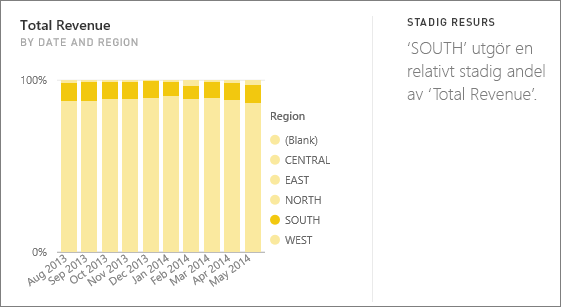 Total Revenue
BY DATE AND REGION
100%
0%
Aug 2013
Sep 2013
Oct 2013
Nov 2013
Dec 2013
Jan 2014
Feb 2014
Mar 2014
Apr 2014
May 2014
Region
(Blank)
CENTRAL
EAST
NORTH
SOUTH
WEST
STADIG RESURS
‘SOUTH’ utgör en
relativt stadig andel
av ‘Total Revenue’.